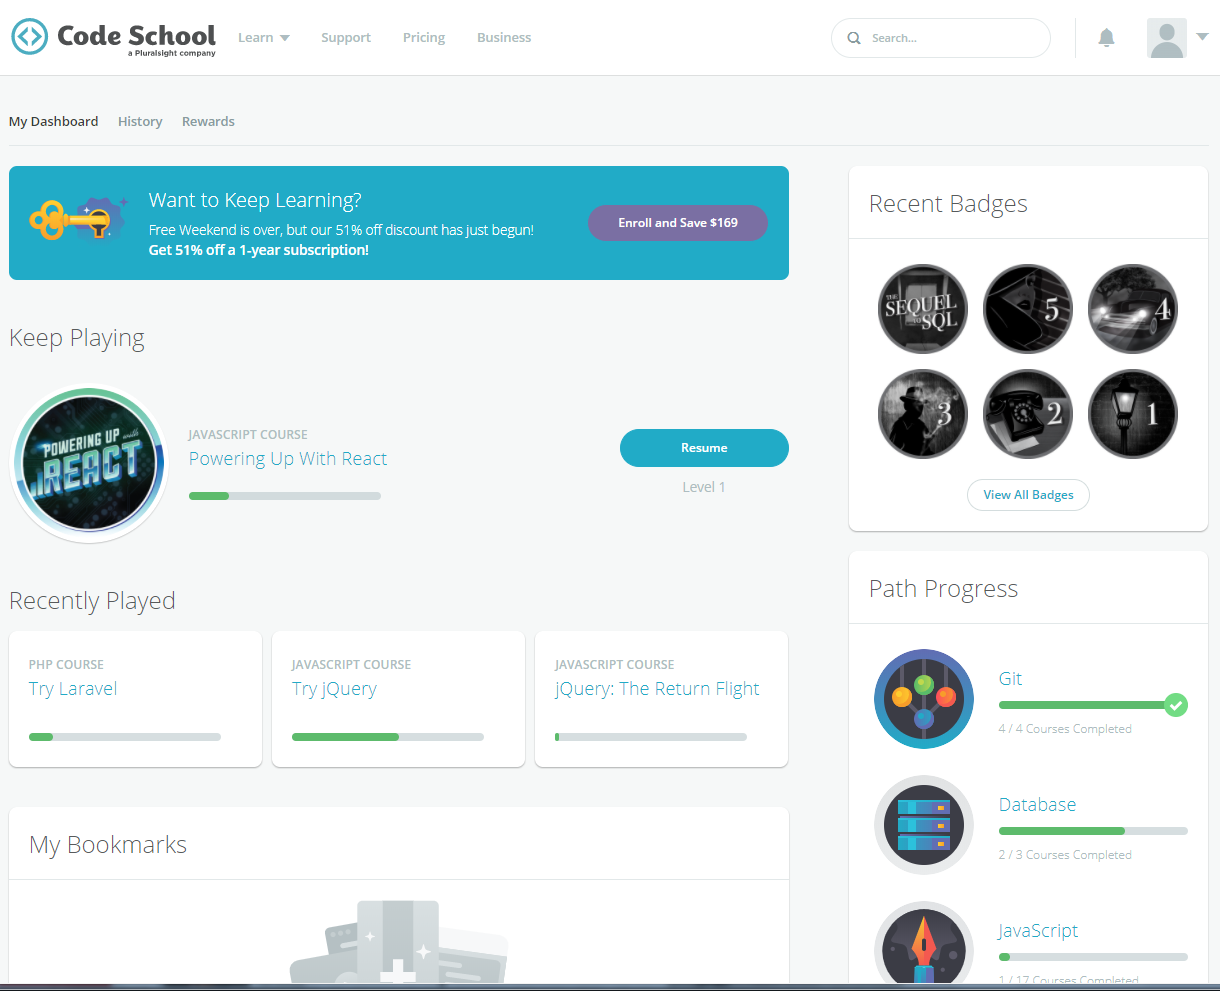 Code School
a Pluralsight company
Learn
Support
Pricing
Business
Search...
My Dashboard
History
Rewards
Want to Keep Learning?
Free Weekend is over, but our 51% off discount has just begun!
Get 51% off a 1-year subscription!
Enroll and Save $169
Keep Playing
POWERING UP with
REACT
JAVASCRIPT COURSE
Powering Up With React
Resume
Level 1
Recently Played
PHP COURSE
Try Laravel
JAVASCRIPT COURSE
Try jQuery
JAVASCRIPT COURSE
jQuery: The Return Flight
My Bookmarks
Recent Badges
THE
SEQUEL
TO SQL
5
4
3
2
1
View All Badges
Path Progress
Git
4 / 4 Courses Completed
Database
2 / 3 Courses Completed
JavaScript
1 / 17 Courses Completed